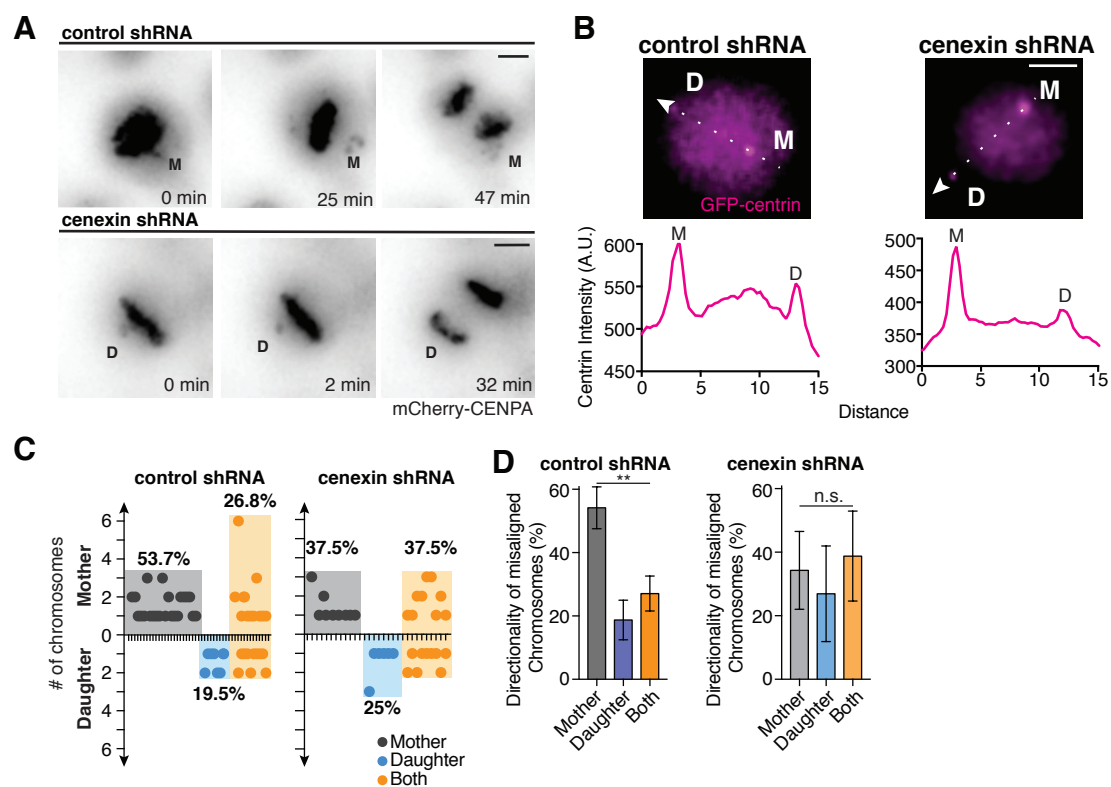 A
control shRNA
M
0 min
25 min
M
47 min
M
cenexin shRNA
D
0 min
D
2 min
D
32 min
mCherry-CENPA
B
control shRNA
cenexin shRNA
D
M
GFP-centrin
M
D
Centrin Intensity (A.U.)
600
550
500
450
0
5
10
15
M
D
500
450
400
350
300
0
5
10
15
M
D
Distance
C
control shRNA
cenexin shRNA
# of chromosomes
Mother
Daughter
6
4
2
0
2
4
6
53.7%
19.5%
26.8%
37.5%
25%
37.5%
Mother
Daughter
Both
D
control shRNA
cenexin shRNA
Directionality of misaligned
Chromosomes (%)
60
40
20
0
**
Mother
Daughter
Both
Directionality of misaligned
Chromosomes (%)
60
40
20
0
n.s.
Mother
Daughter
Both